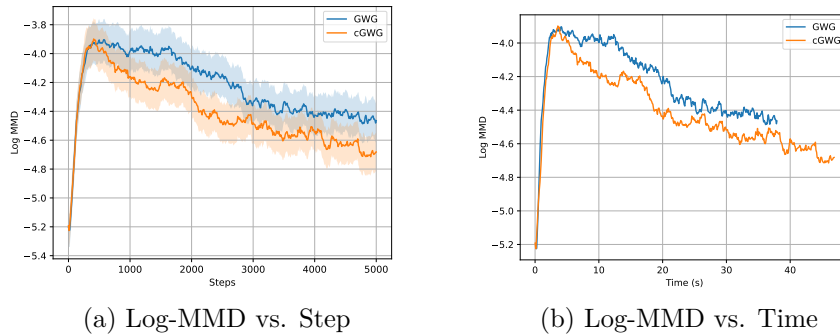 GWG
cGWG
−3.8
−4.0
−4.2
−4.4
−4.6
−4.8
−5.0
−5.2
−5.4
Log MMD
0 1000 2000 3000 4000 5000
Steps
(a) Log-MMD vs. Step
GWG
cGWG
−4.0
−4.2
−4.4
−4.6
−4.8
−5.0
−5.2
Log MMD
0 10 20 30 40
Time (s)
(b) Log-MMD vs. Time